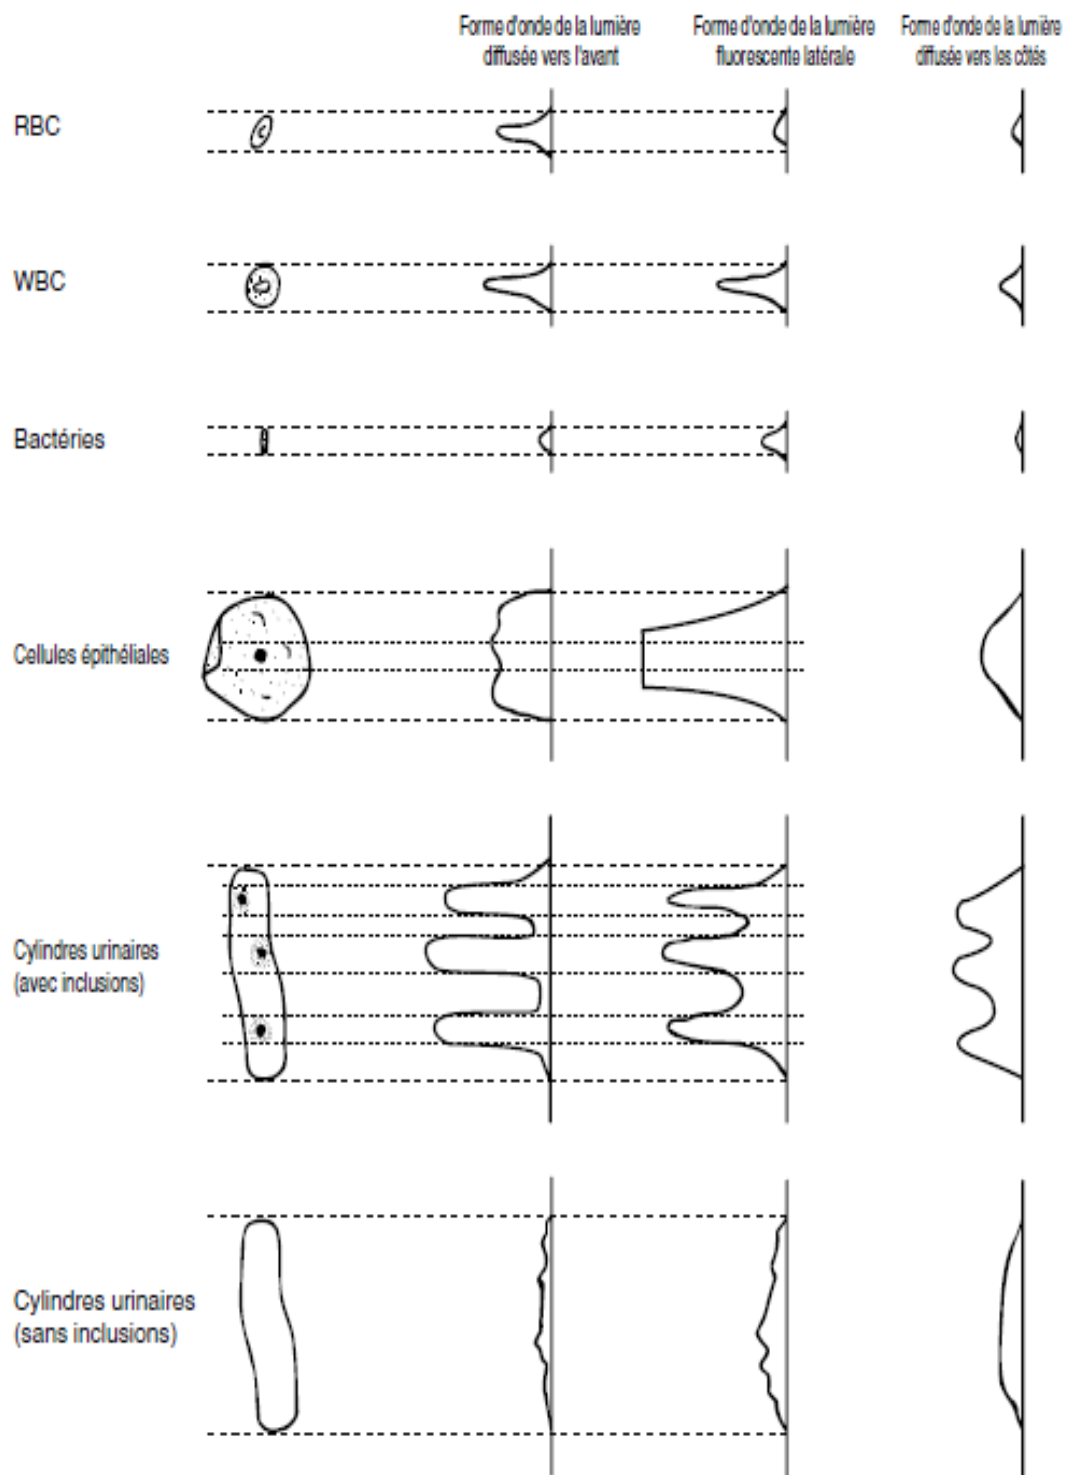 Forme d'onde de la lumière
diffusée vers l'avant
Forme d'onde de la lumière
fluorescente latérale
Forme d'onde de la lumière
diffusée vers les côtés
RBC
WBC
Bactéries
Cellules épithéliales
Cylindres urinaires
(avec inclusions)
Cylindres urinaires
(sans inclusions)